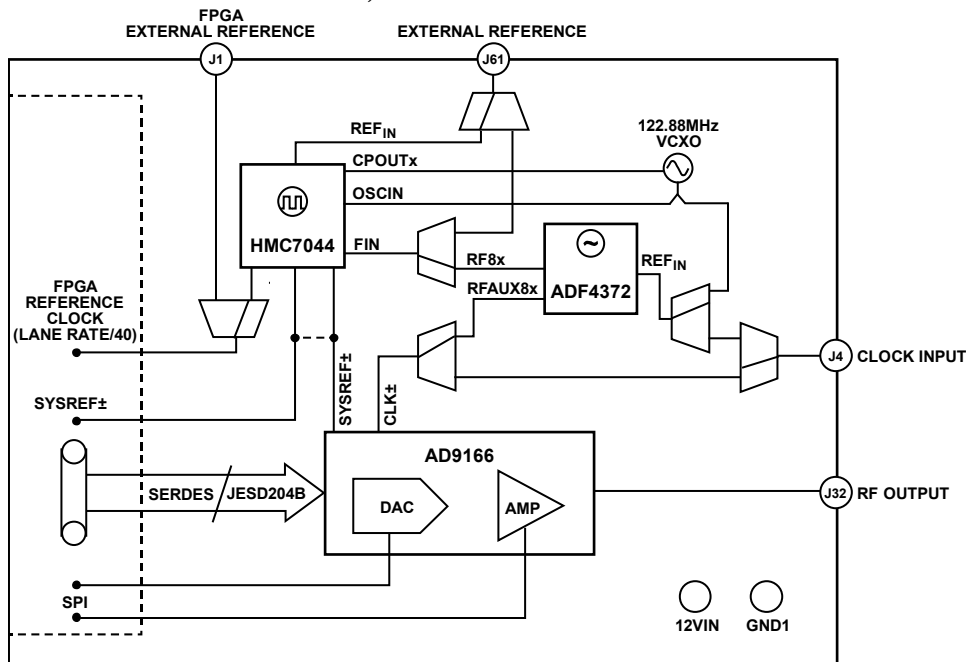 FPGA
EXTERNAL REFERENCE
EXTERNAL REFERENCE
J1
J61
REFIN
122.88MHz
VCXO
CPOUTx
OSCIN
HMC7044
FIN
RF8x
RFAUX8x
ADF4372
REFIN
FPGA
REFERENCE
CLOCK
(LANE RATE/40)
J4 CLOCK INPUT
SYSREF±
SYSREF±
CLK±
AD9166
SERDES
JESD204B
DAC
AMP
J32 RF OUTPUT
SPI
12VIN
GND1